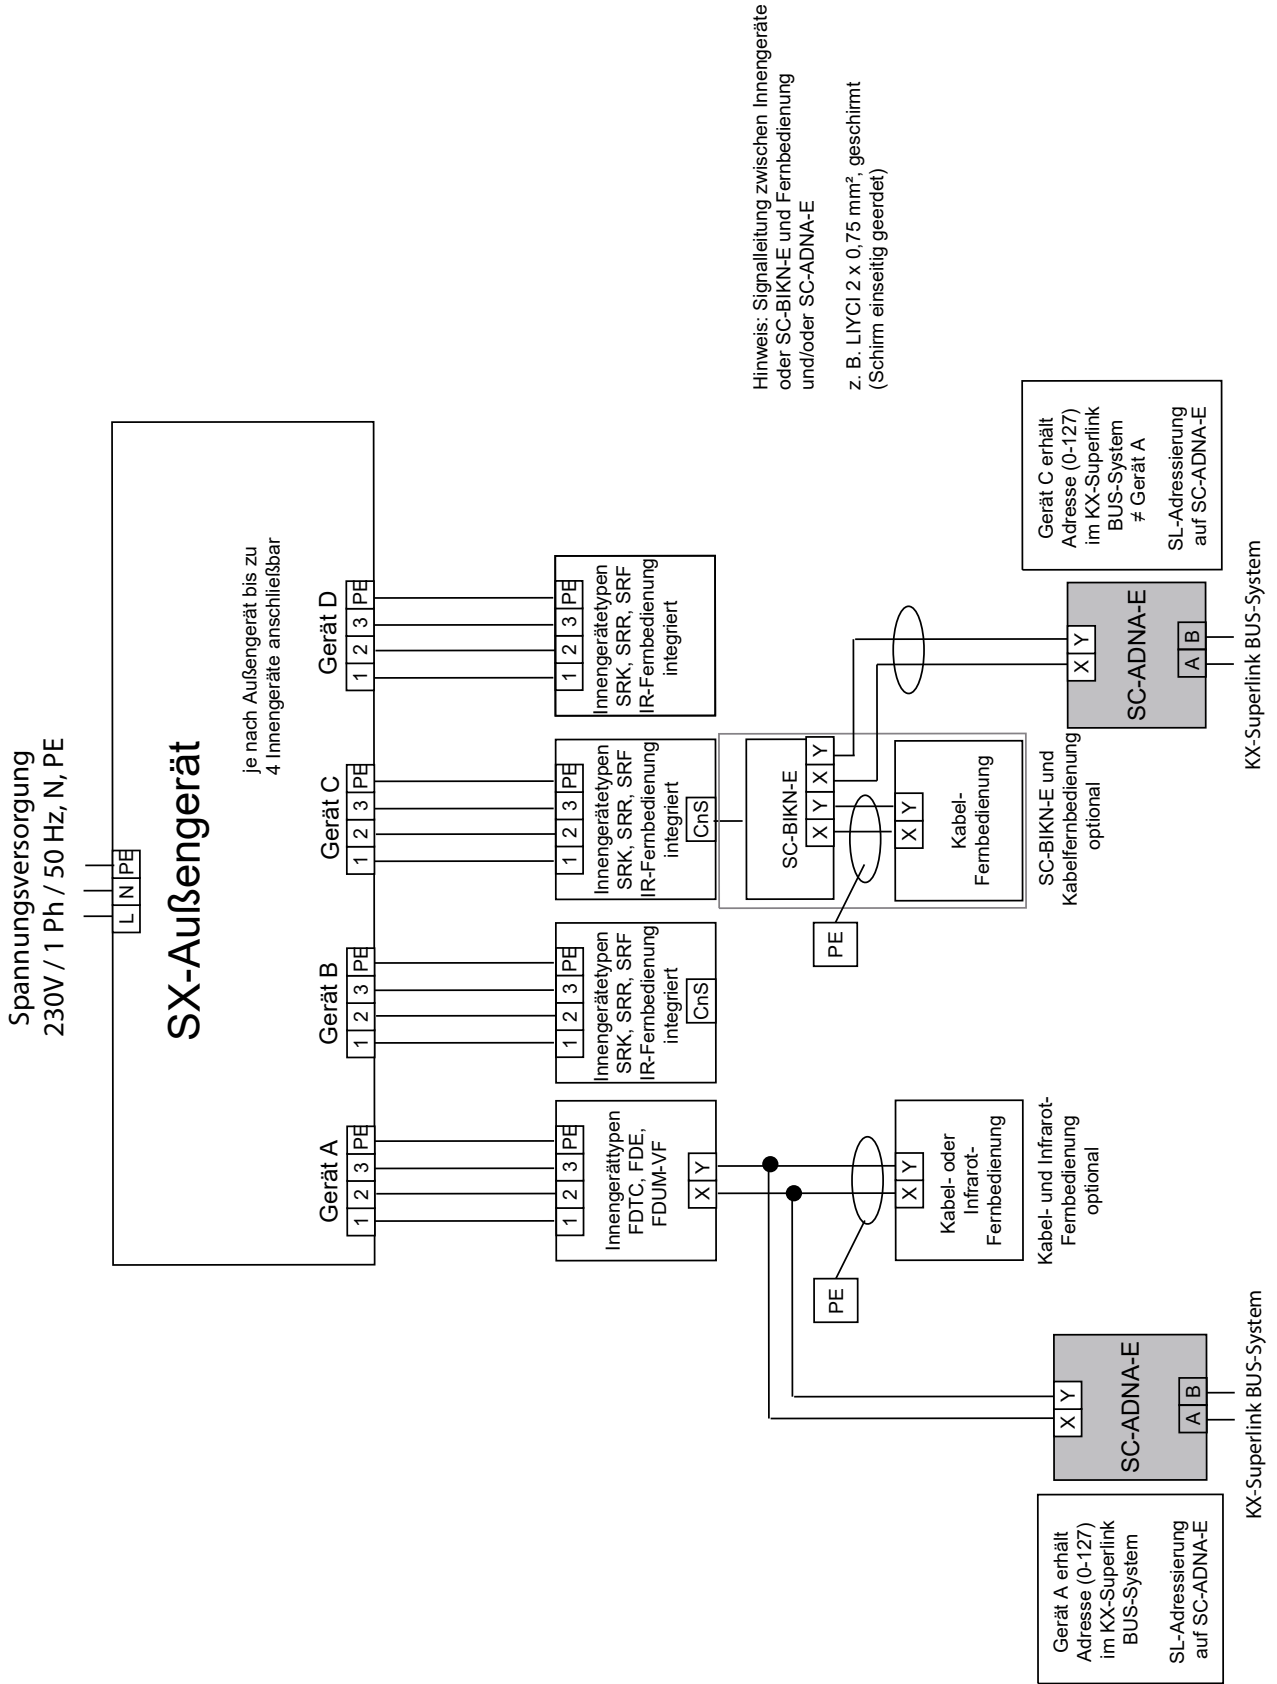 Spannungsversorgung
230V / 1 Ph / 50 Hz, N, PE
L N PE
SX-Außengerät
je nach Außengerät bis zu
4 Innengeräte anschließbar
Gerät A
1 2 3 PE
Gerät B
1 2 3 PE
Gerät C
1 2 3 PE
Gerät D
1 2 3 PE
1 2 3 PE
Innengerättypen
FDTC, FDE,
FDUM-VF
X Y
1 2 3 PE
Innengerätetypen
SRK, SRR, SRF
IR-Fernbedienung
integriert
CnS
1 2 3 PE
Innengerätetypen
SRK, SRR, SRF
IR-Fernbedienung
integriert
CnS
1 2 3 PE
Innengerätetypen
SRK, SRR, SRF
IR-Fernbedienung
integriert
Hinweis: Signalleitung zwischen Innengeräte
oder SC-BIKN-E und Fernbedienung
und/oder SC-ADNA-E
z. B. LIYCI 2 x 0,75 mm², geschirmt
(Schirm einseitig geerdet)
SC-BIKN-E
X Y X Y
PE
PE
X Y
Kabel- oder
Infrarot-
Fernbedienung
Kabel- und Infrarot-
Fernbedienung
optional
X Y
Kabel-
Fernbedienung
SC-BIKN-E und
Kabelfernbedienung
optional
Gerät A erhält
Adresse (0-127)
im KX-Superlink
BUS-System
SL-Adressierung
auf SC-ADNA-E
X Y
SC-ADNA-E
A B
KX-Superlink BUS-System
X Y
SC-ADNA-E
A B
KX-Superlink BUS-System
Gerät C erhält
Adresse (0-127)
im KX-Superlink
BUS-System
≠ Gerät A
SL-Adressierung
auf SC-ADNA-E